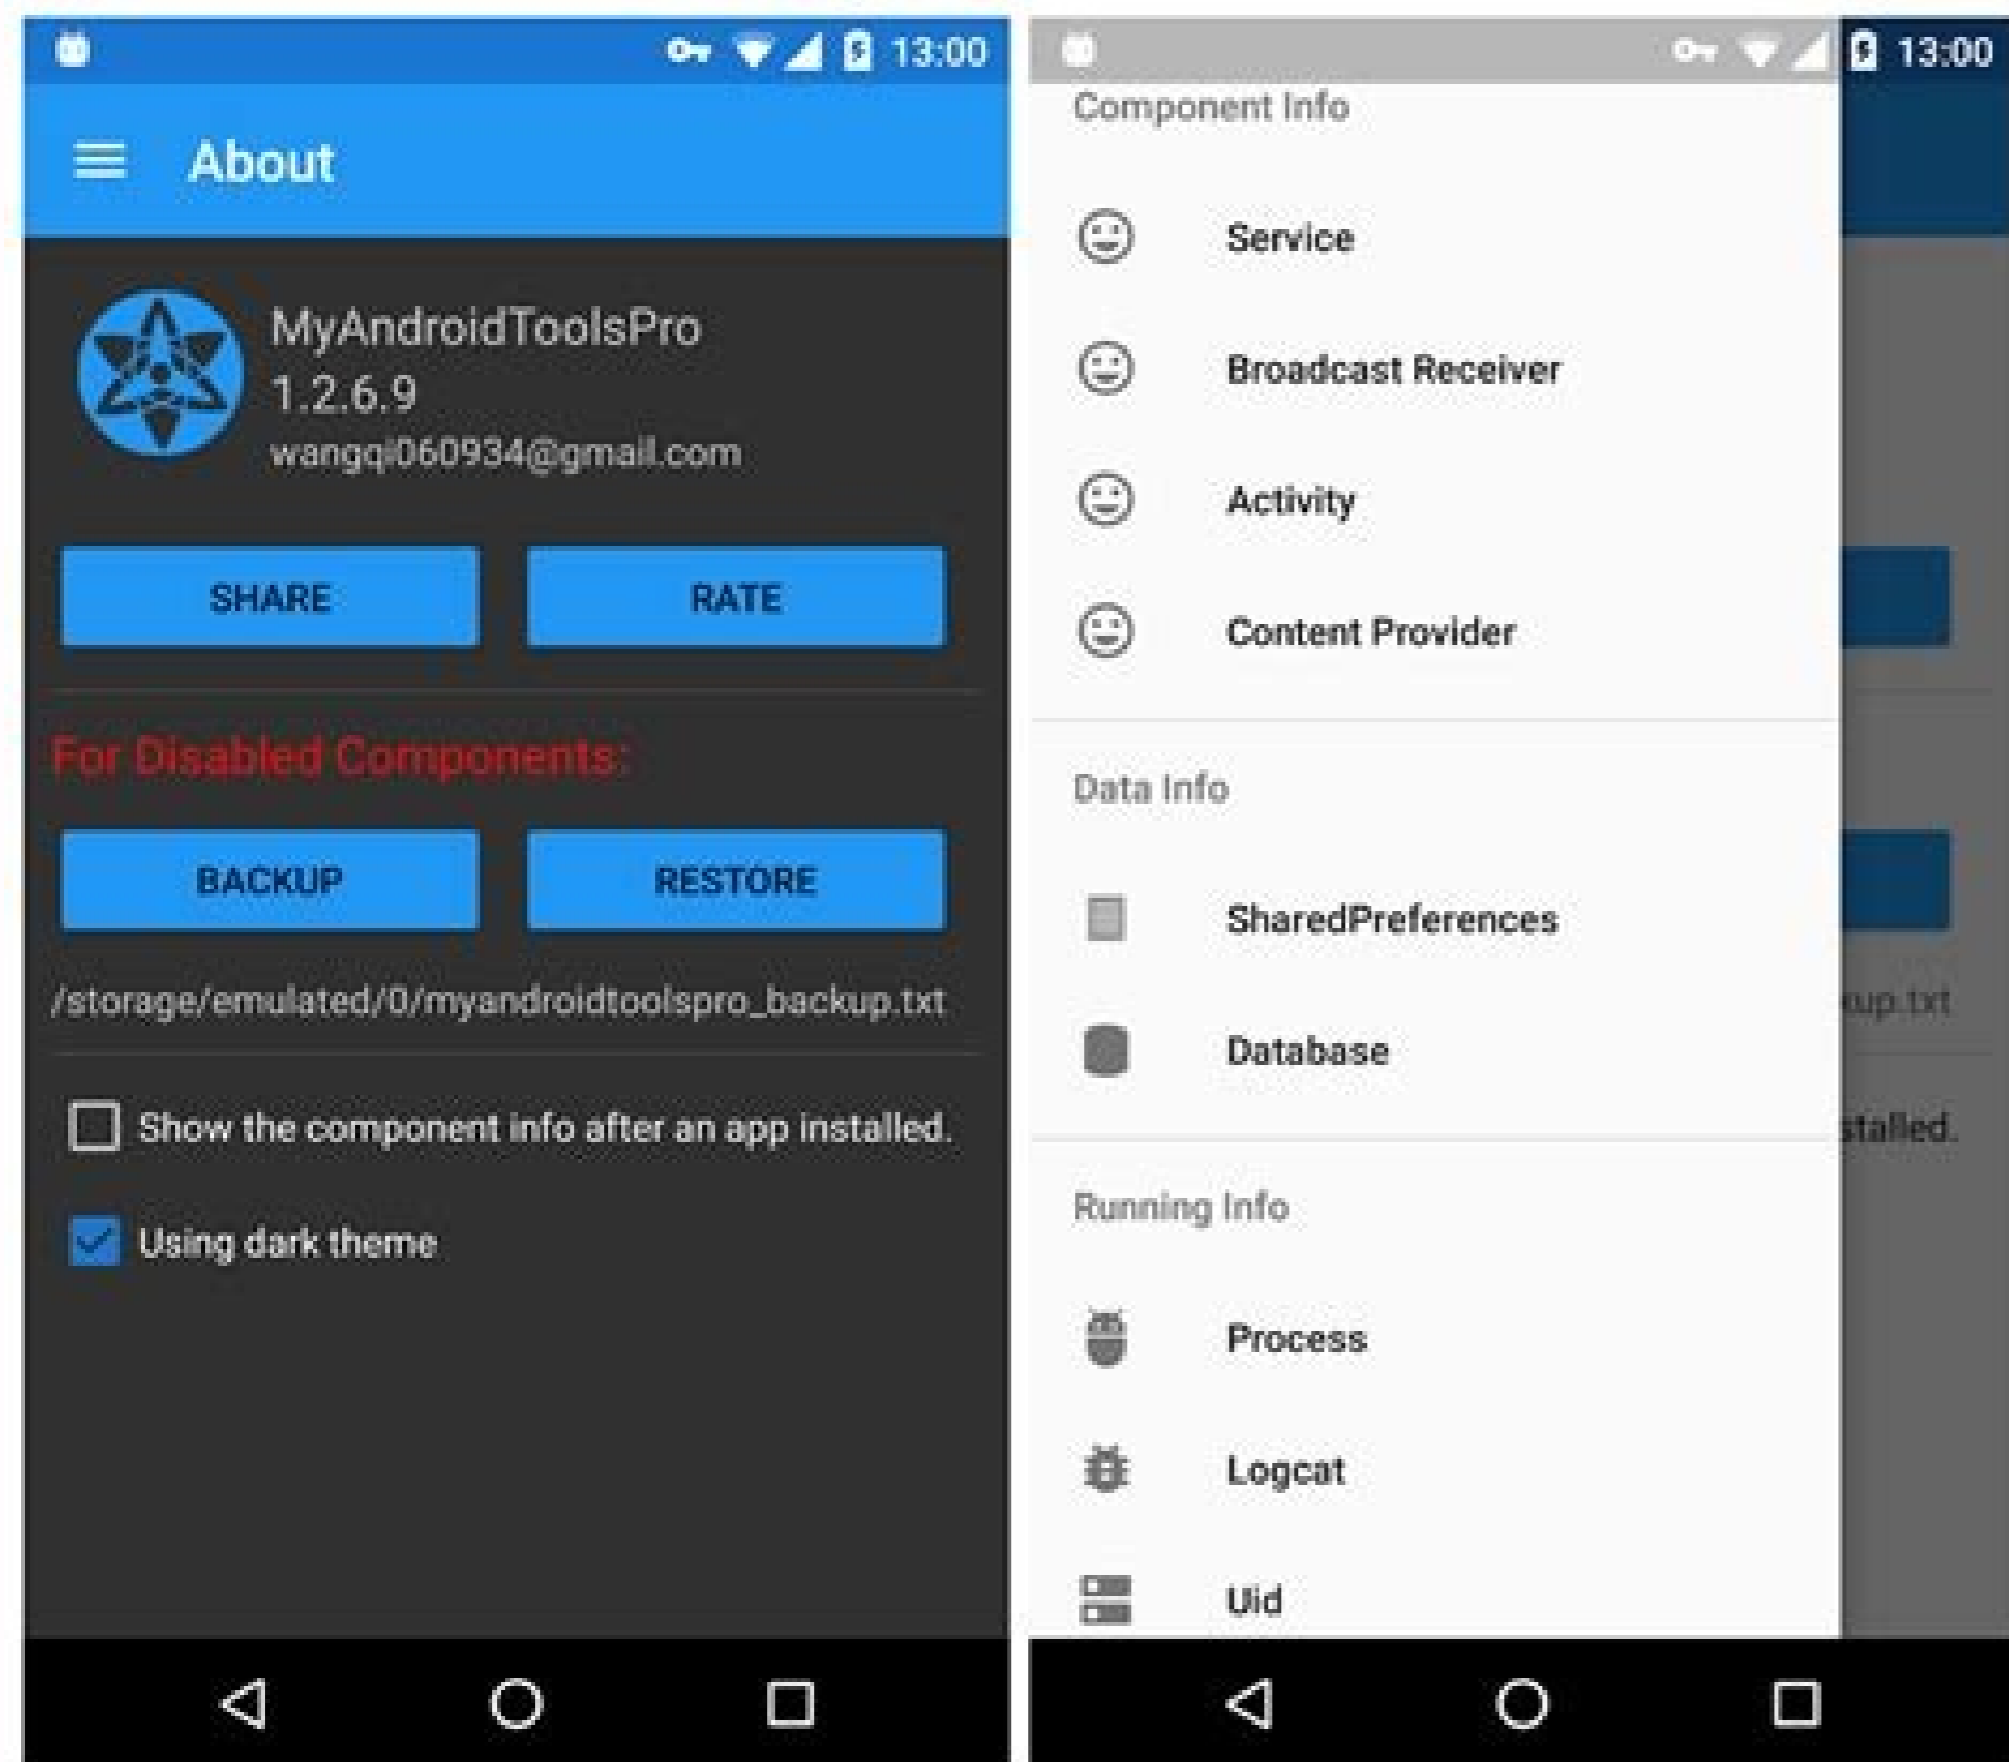 13:00
About
MyAndroidToolsPro
1.2.6.9
wangqi060934@gmail.com
SHARE
RATE
For Disabled Components:
BACKUP
RESTORE
/storage/emulated/0/myandroidtoolspro_backup.txt
Show the component info after an app installed.
Using dark theme
13:00
Component Info
Service
Broadcast Receiver
Activity
Content Provider
Data Info
SharedPreferences
Database
Running Info
Process
Logcat
Uid
kup.txt
stalled.